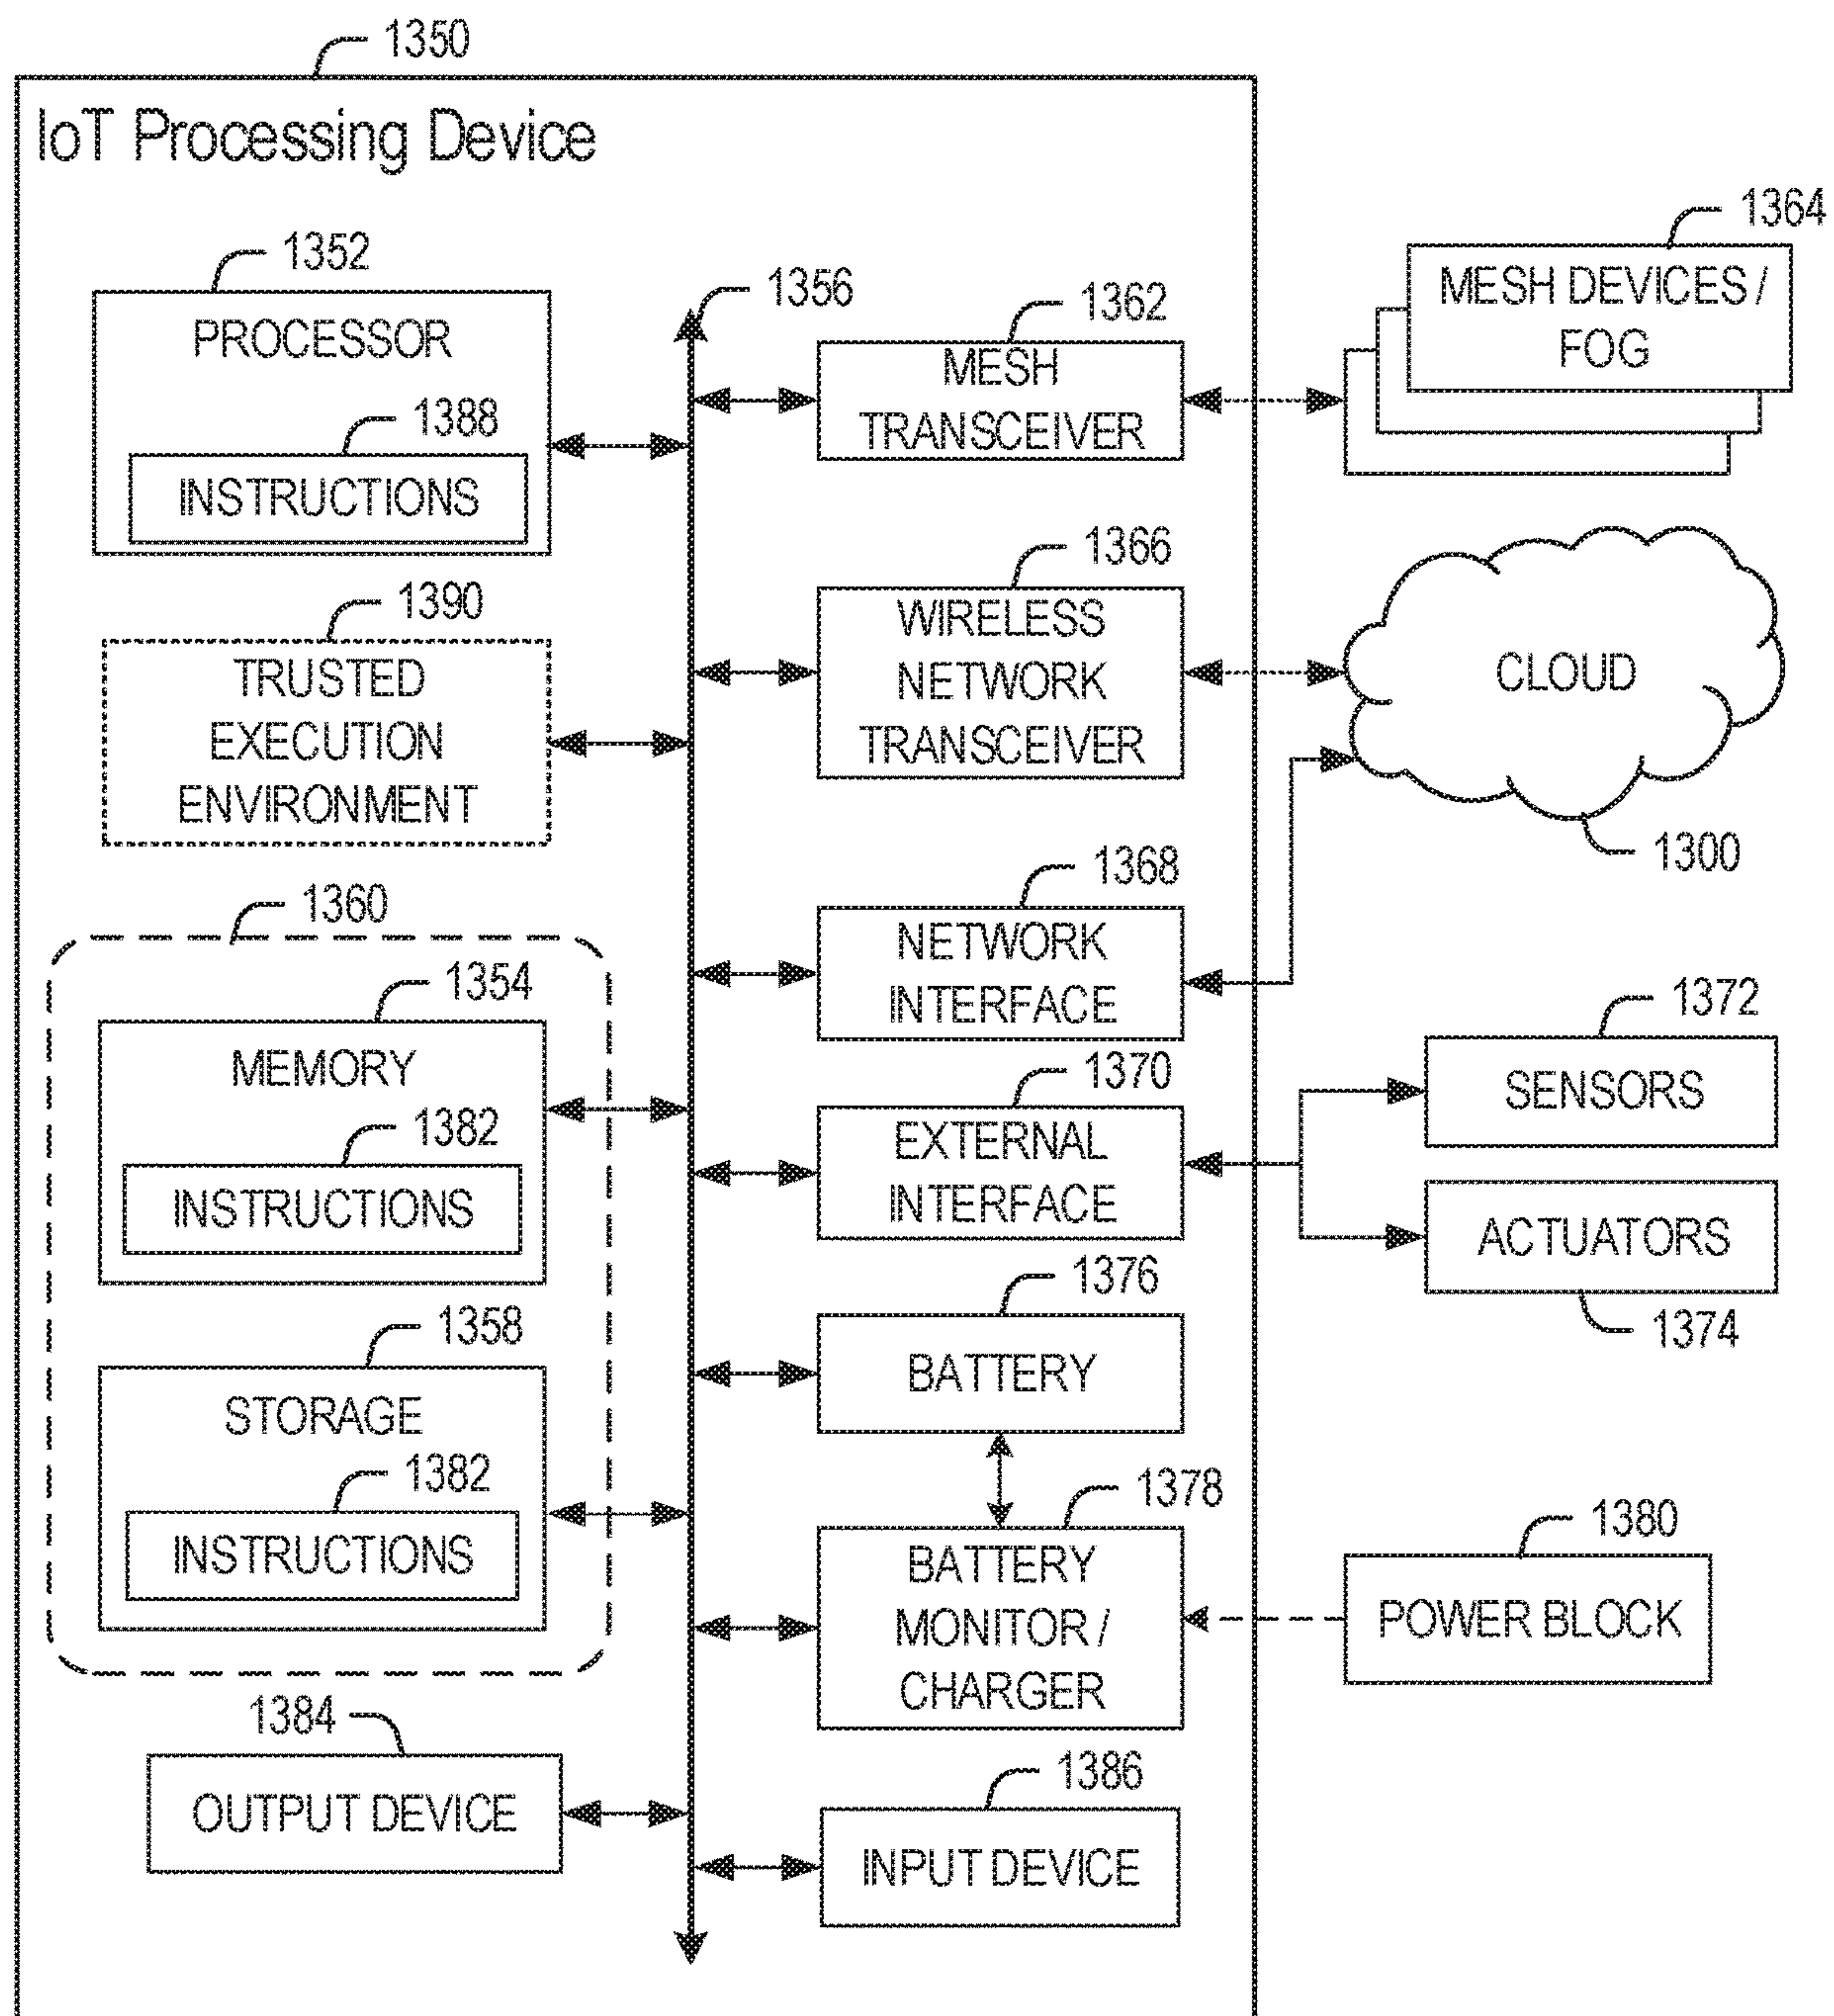 1350
IoT Processing Device
1352
PROCESSOR
1388
INSTRUCTIONS
1390
TRUSTED
EXECUTION
ENVIRONMENT
1360
1354
MEMORY
1382
INSTRUCTIONS
1358
STORAGE
1382
INSTRUCTIONS
1384
OUTPUT DEVICE
1356
1362
MESH
TRANSCEIVER
1366
WIRELESS
NETWORK
TRANSCEIVER
1368
NETWORK
INTERFACE
1370
EXTERNAL
INTERFACE
1376
BATTERY
1378
BATTERY
MONITOR /
CHARGER
1386
INPUT DEVICE
1364
MESH DEVICES /
FOG
CLOUD
1300
1372
SENSORS
ACTUATORS
1374
1380
POWER BLOCK